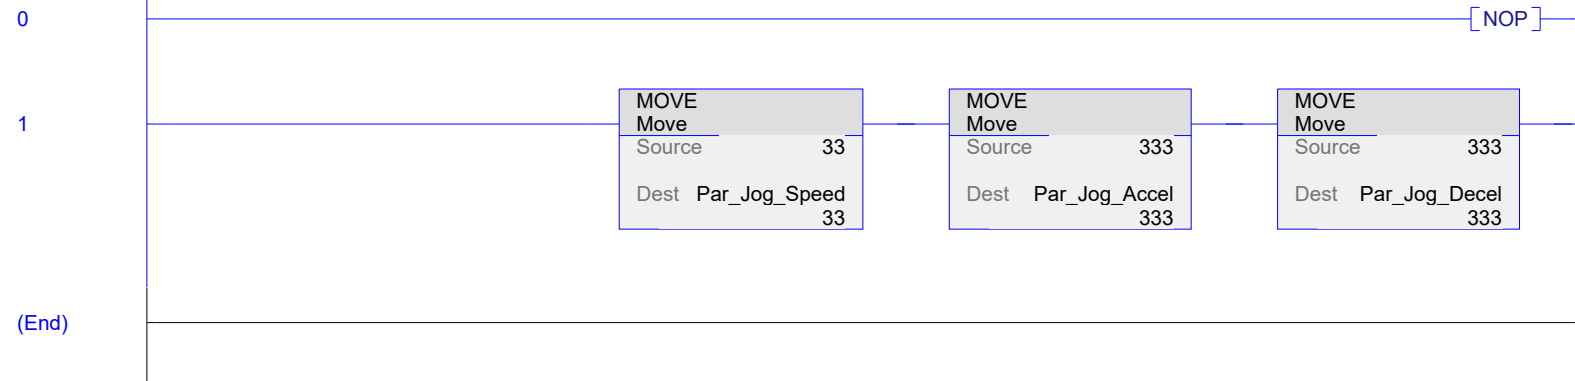 0
NOP
1
MOVE
Move
Source 33
Dest Par_Jog_Speed
33
MOVE
Move
Source 333
Dest Par_Jog_Accel
333
MOVE
Move
Source 333
Dest Par_Jog_Decel
333
(End)